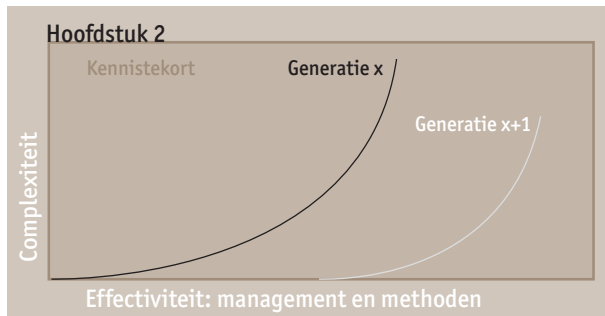 Hoofdstuk 2
Kennistekort
Generatie x
Generatie x+1
Complexiteit
Effectiviteit: management en methoden